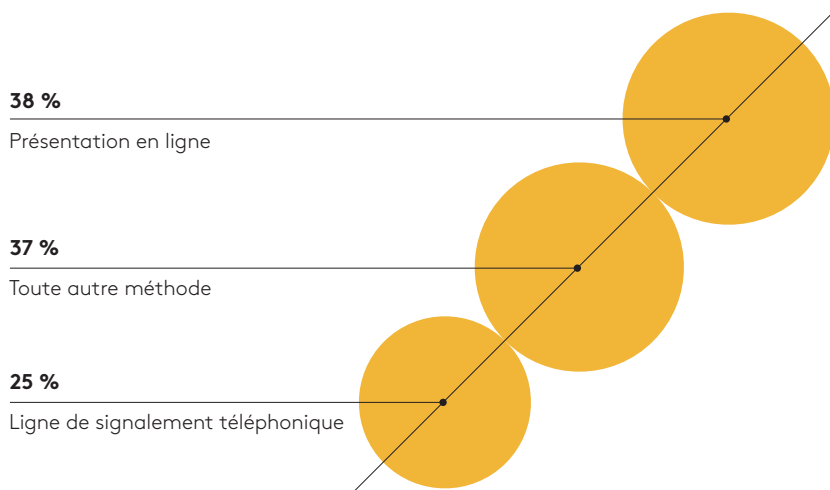 38 %
Présentation en ligne
37 %
Toute autre méthode
25 %
Ligne de signalement téléphonique